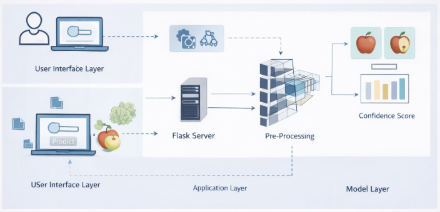 User Interface Layer
Flask Server
Pre-Processing
Confidence Score
USer Interface Layer
Application Layer
Model Layer